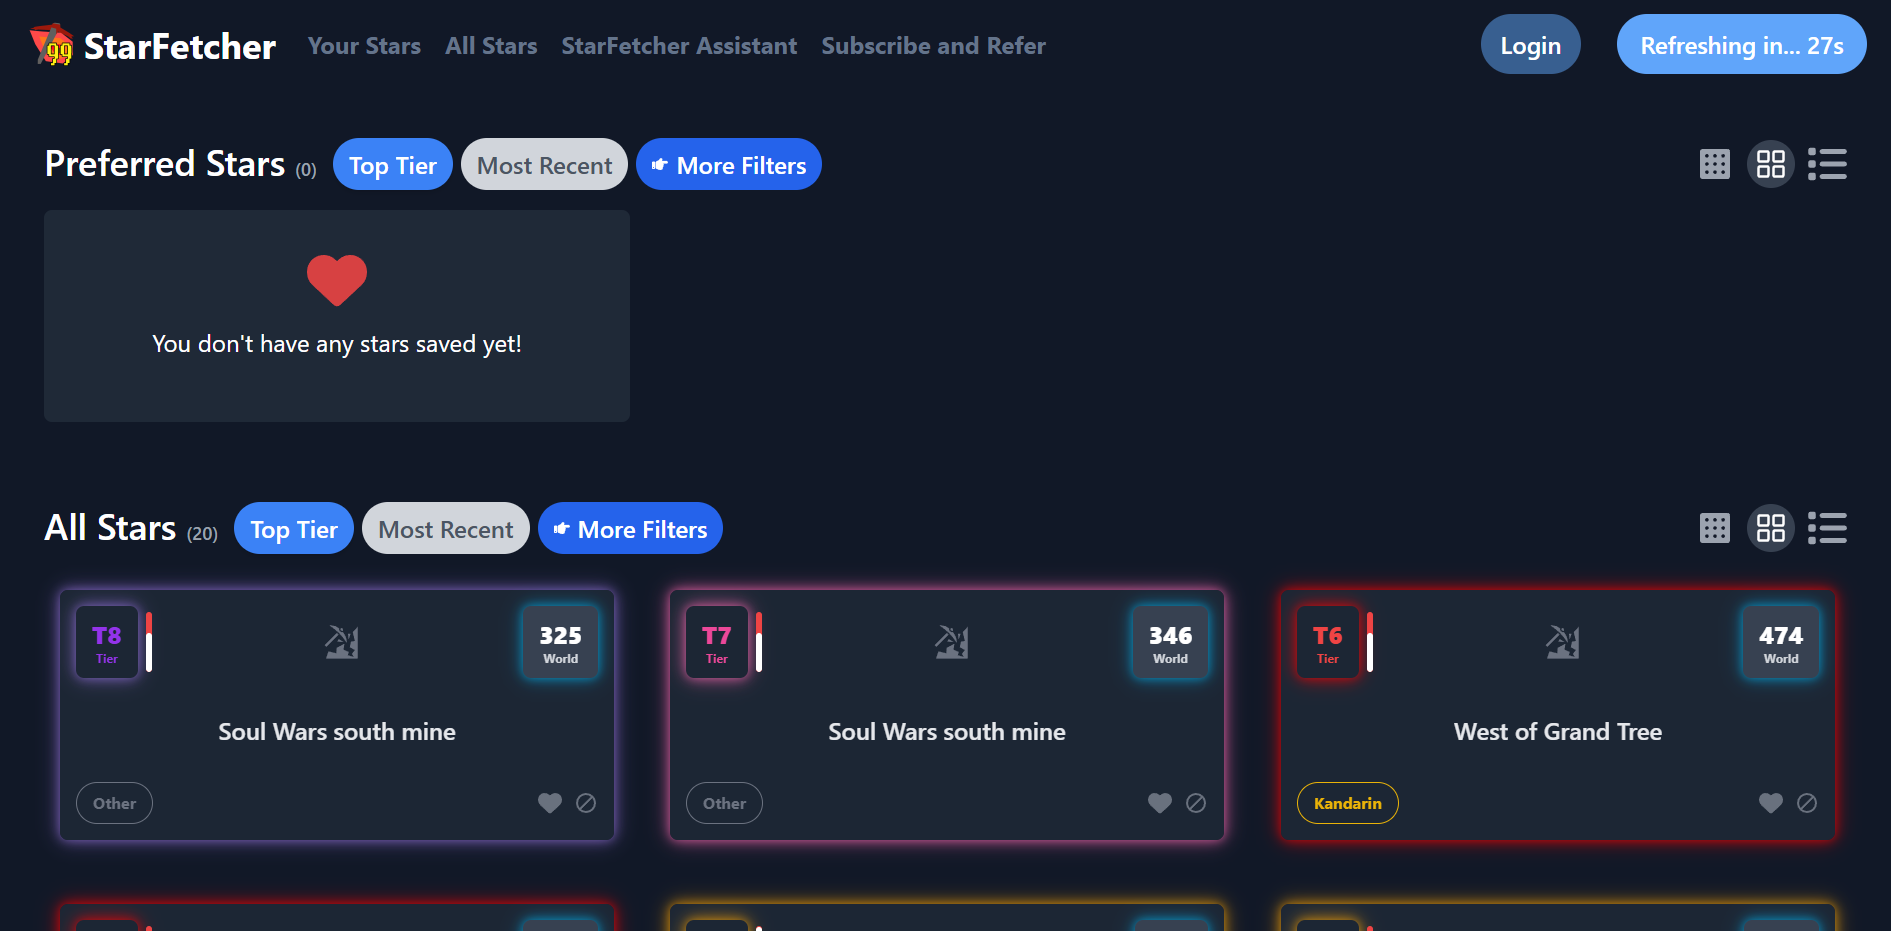 99 StarFetcher Your Stars All Stars StarFetcher Assistant Subscribe and Refer Login Refreshing in... 27s
Preferred Stars (0) Top Tier Most Recent More Filters
You don't have any stars saved yet!
All Stars (20) Top Tier Most Recent More Filters
T8 325 T7 346 T6 474
Tier World Tier World Tier World
Soul Wars south mine Soul Wars south mine West of Grand Tree
Other Other Kandarin